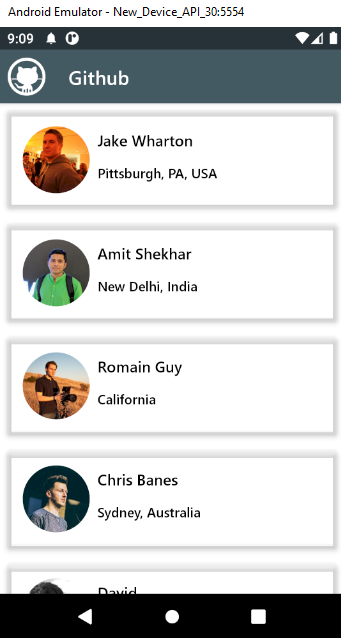 Android Emulator - New_Device_API_30:5554
9:09
Github
Jake Wharton
Pittsburgh, PA, USA
Amit Shekhar
New Delhi, India
Romain Guy
California
Chris Banes
Sydney, Australia
David